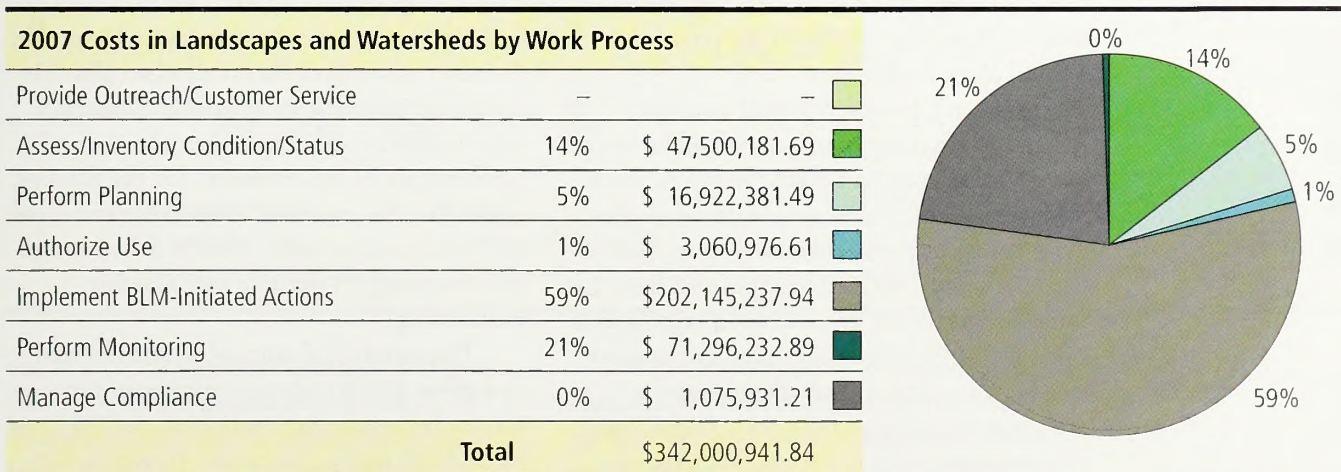 2007 Costs in Landscapes and Watersheds by Work Process
Provide Outreach/Customer Service – –
Assess/Inventory Condition/Status 14% $ 47,500,181.69
Perform Planning 5% $ 16,922,381.49
Authorize Use 1% $ 3,060,976.61
Implement BLM-Initiated Actions 59% $202,145,237.94
Perform Monitoring 21% $ 71,296,232.89
Manage Compliance 0% $ 1,075,931.21
Total $342,000,941.84
0%
14%
21%
5%
1%
59%